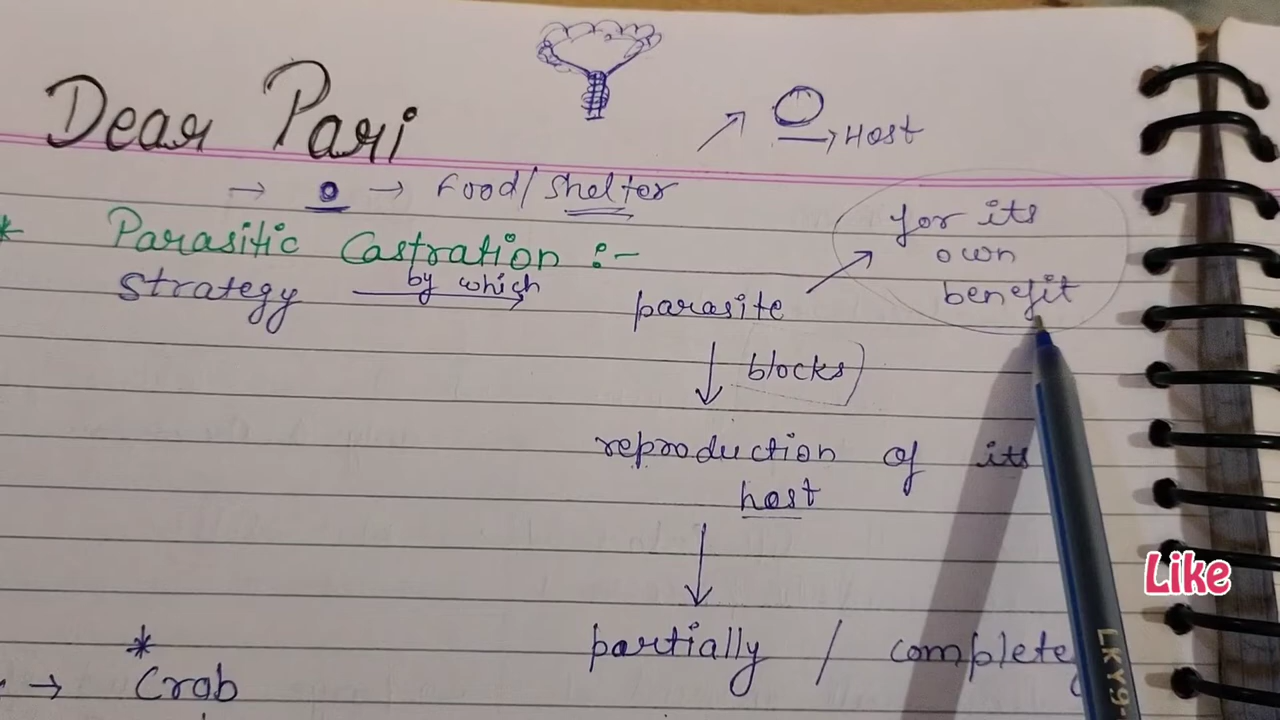 Dear Pari
→ Host
→ → Food/Shelter
* Parasitic Castration :-
for its
own
benefit
Strategy by which parasite
blocks
reproduction of its
host
partially / complete
*
→ Crab
Like
LKY9-